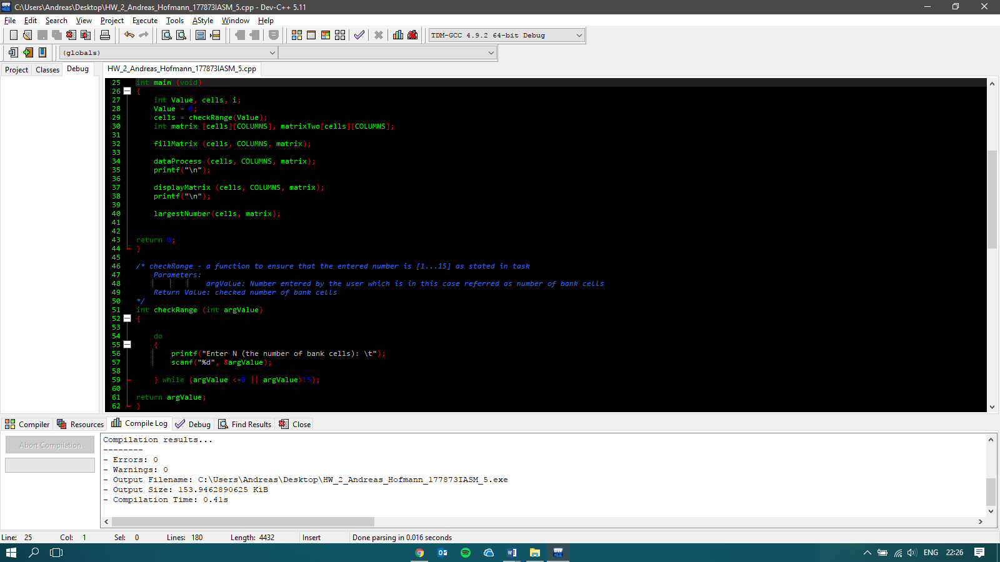 C:\Users\Andreas\Desktop\HW_2_Andreas_Hofmann_177873IASM_5.cpp - Dev-C++ 5.11
File Edit Search View Project Execute Tools AStyle Window Help
TDM-GCC 4.9.2 64-bit Debug
(globals)
Project Classes Debug
HW_2_Andreas_Hofmann_177873IASM_5.cpp
25 int main (void)
26 {
27 int Value, cells, i;
28 Value = 0;
29 cells = checkRange(Value);
30 int matrix [cells][COLUMNS], matrixTwo[cells][COLUMNS];
31
32 fillMatrix (cells, COLUMNS, matrix);
33
34 dataProcess (cells, COLUMNS, matrix);
35 printf("\n");
36
37 displayMatrix (cells, COLUMNS, matrix);
38 printf("\n");
39
40 largestNumber(cells, matrix);
41
42
43 return 0;
44 }
45
46 /* checkRange - a function to ensure that the entered number is [1...15] as stated in task
47 Parameters:
48 argValue: Number entered by the user which is in this case referred as number of bank cells
49 Return Value: checked number of bank cells
50 */
51 int checkRange (int argValue)
52 {
53
54 do
55 {
56 printf("Enter N (the number of bank cells): \t");
57 scanf("%d", &argValue);
58
59 } while (argValue <=0 || argValue>15);
60
61 return argValue;
62 }
Compiler Resources Compile Log Debug Find Results Close
Abort Compilation
Compilation results...
--------
- Errors: 0
- Warnings: 0
- Output Filename: C:\Users\Andreas\Desktop\HW_2_Andreas_Hofmann_177873IASM_5.exe
- Output Size: 153.9462890625 KiB
- Compilation Time: 0.41s
Line: 25 Col: 1 Sel: 0 Lines: 180 Length: 4432 Insert Done parsing in 0.016 seconds
ENG 22:26